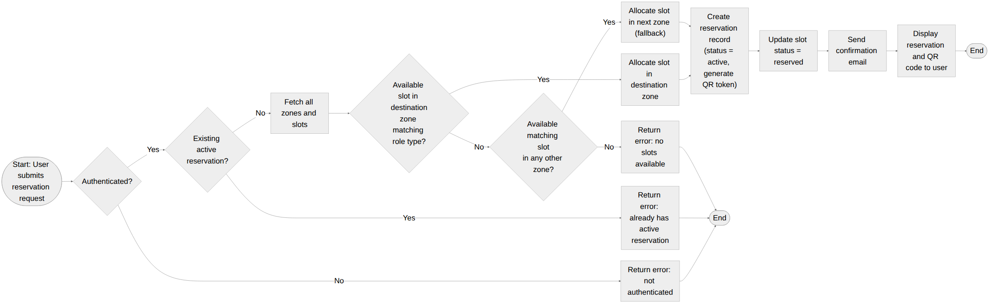 Start: User
submits
reservation
request
Authenticated?
Yes
No
Existing
active
reservation?
No
Yes
Fetch all
zones and
slots
Available
slot in
destination
zone
matching
role type?
Yes
No
Available
matching
slot
in any other
zone?
Yes
No
Allocate slot
in next zone
(fallback)
Allocate slot
in
destination
zone
Return
error: no
slots
available
Return
error:
already has
active
reservation
Return error:
not
authenticated
End
Create
reservation
record
(status =
active,
generate
QR token)
Update slot
status =
reserved
Send
confirmation
email
Display
reservation
and QR
code to user
End